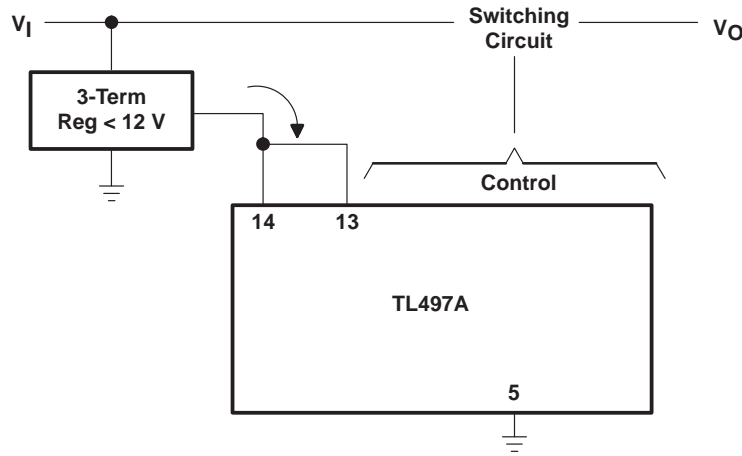 Switching
Circuit
VI
VO
3-Term
Reg < 12 V
Control
14
13
TL497A
5